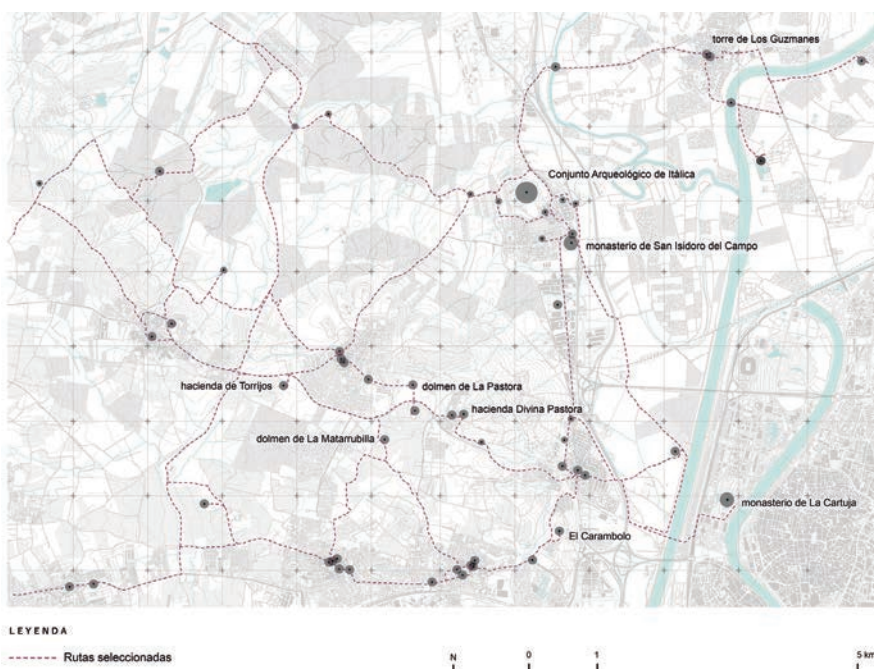 torre de Los Guzmanes
Conjunto Arqueológico de Itálica
monasterio de San Isidoro del Campo
hacienda de Torrijos
dolmen de La Pastora
hacienda Divina Pastora
dolmen de La Matarrubilla
monasterio de La Cartuja
El Carambolo
LEYENDA
Rutas seleccionadas
N 0 1 5 km